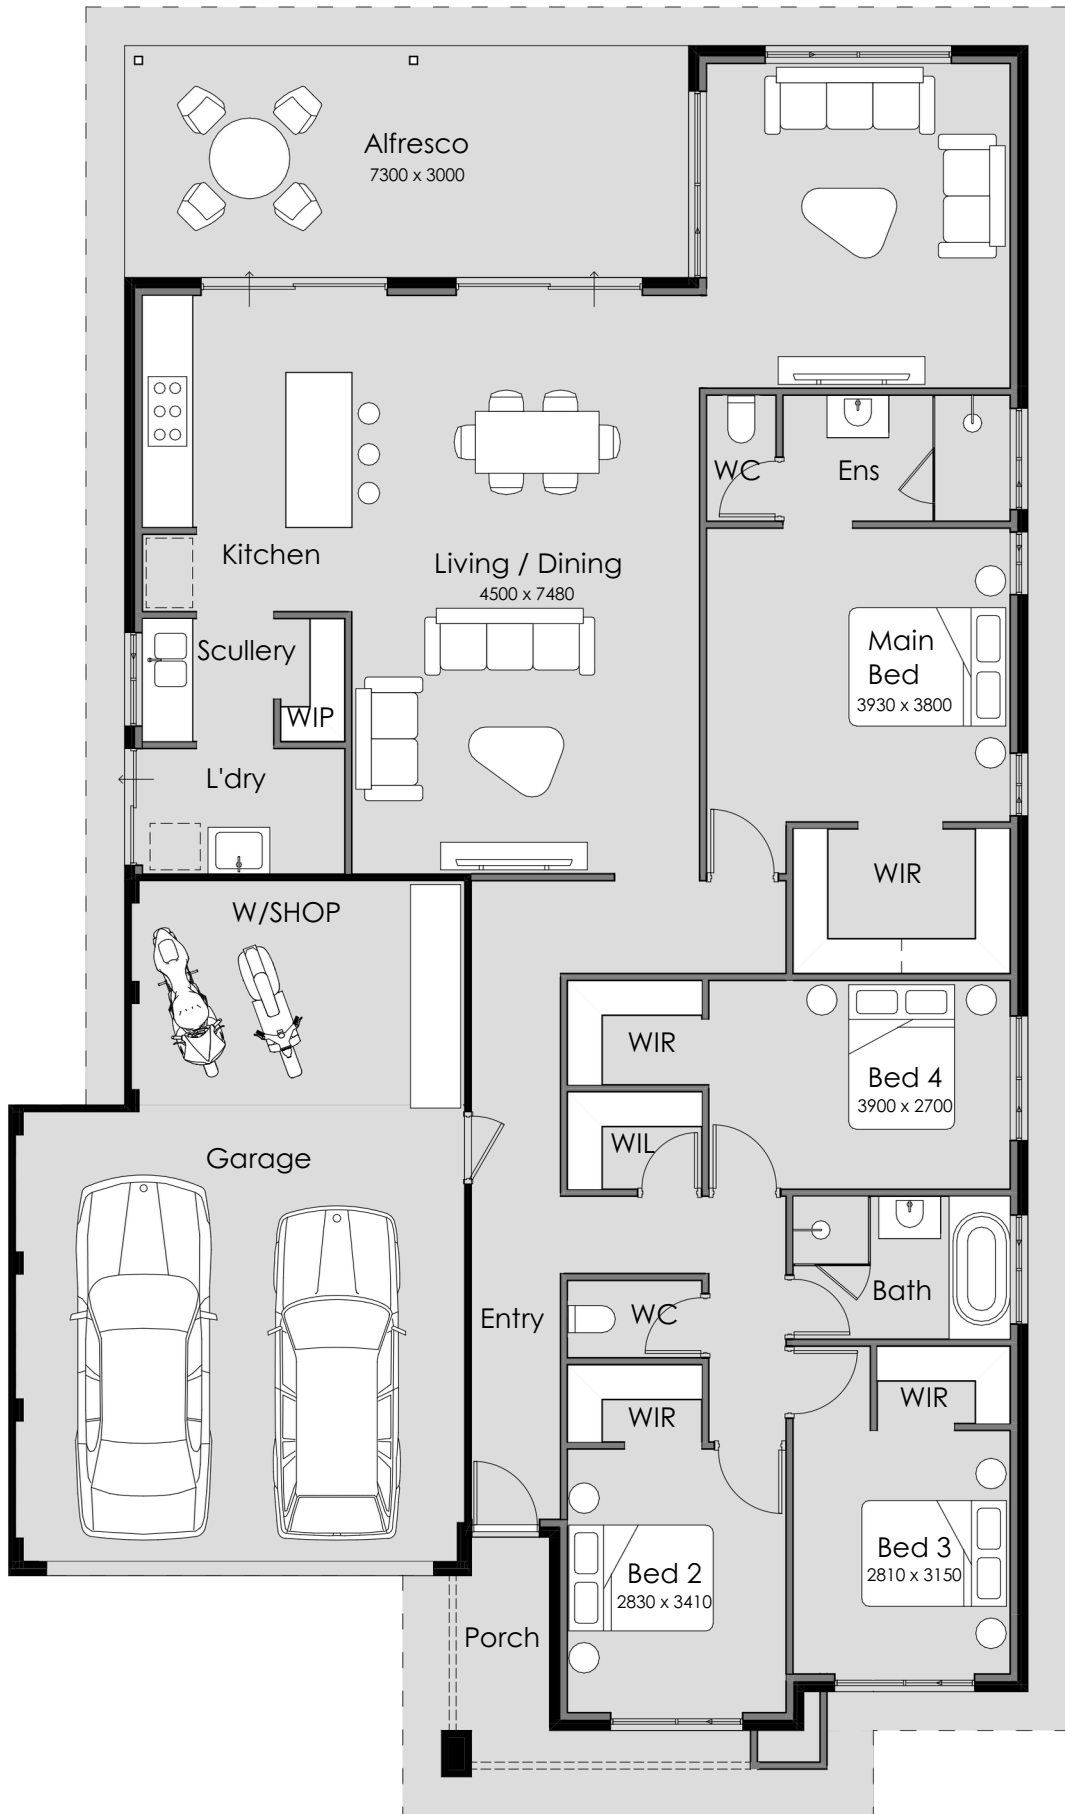 Alfresco
7300 x 3000
WC
Ens
Kitchen
Living / Dining
4500 x 7480
Scullery
Main
Bed
3930 x 3800
WIP
L'dry
WIR
W/SHOP
WIR
Bed 4
3900 x 2700
WIL
Garage
Bath
Entry
WC
WIR
WIR
Bed 3
2810 x 3150
Bed 2
2830 x 3410
Porch